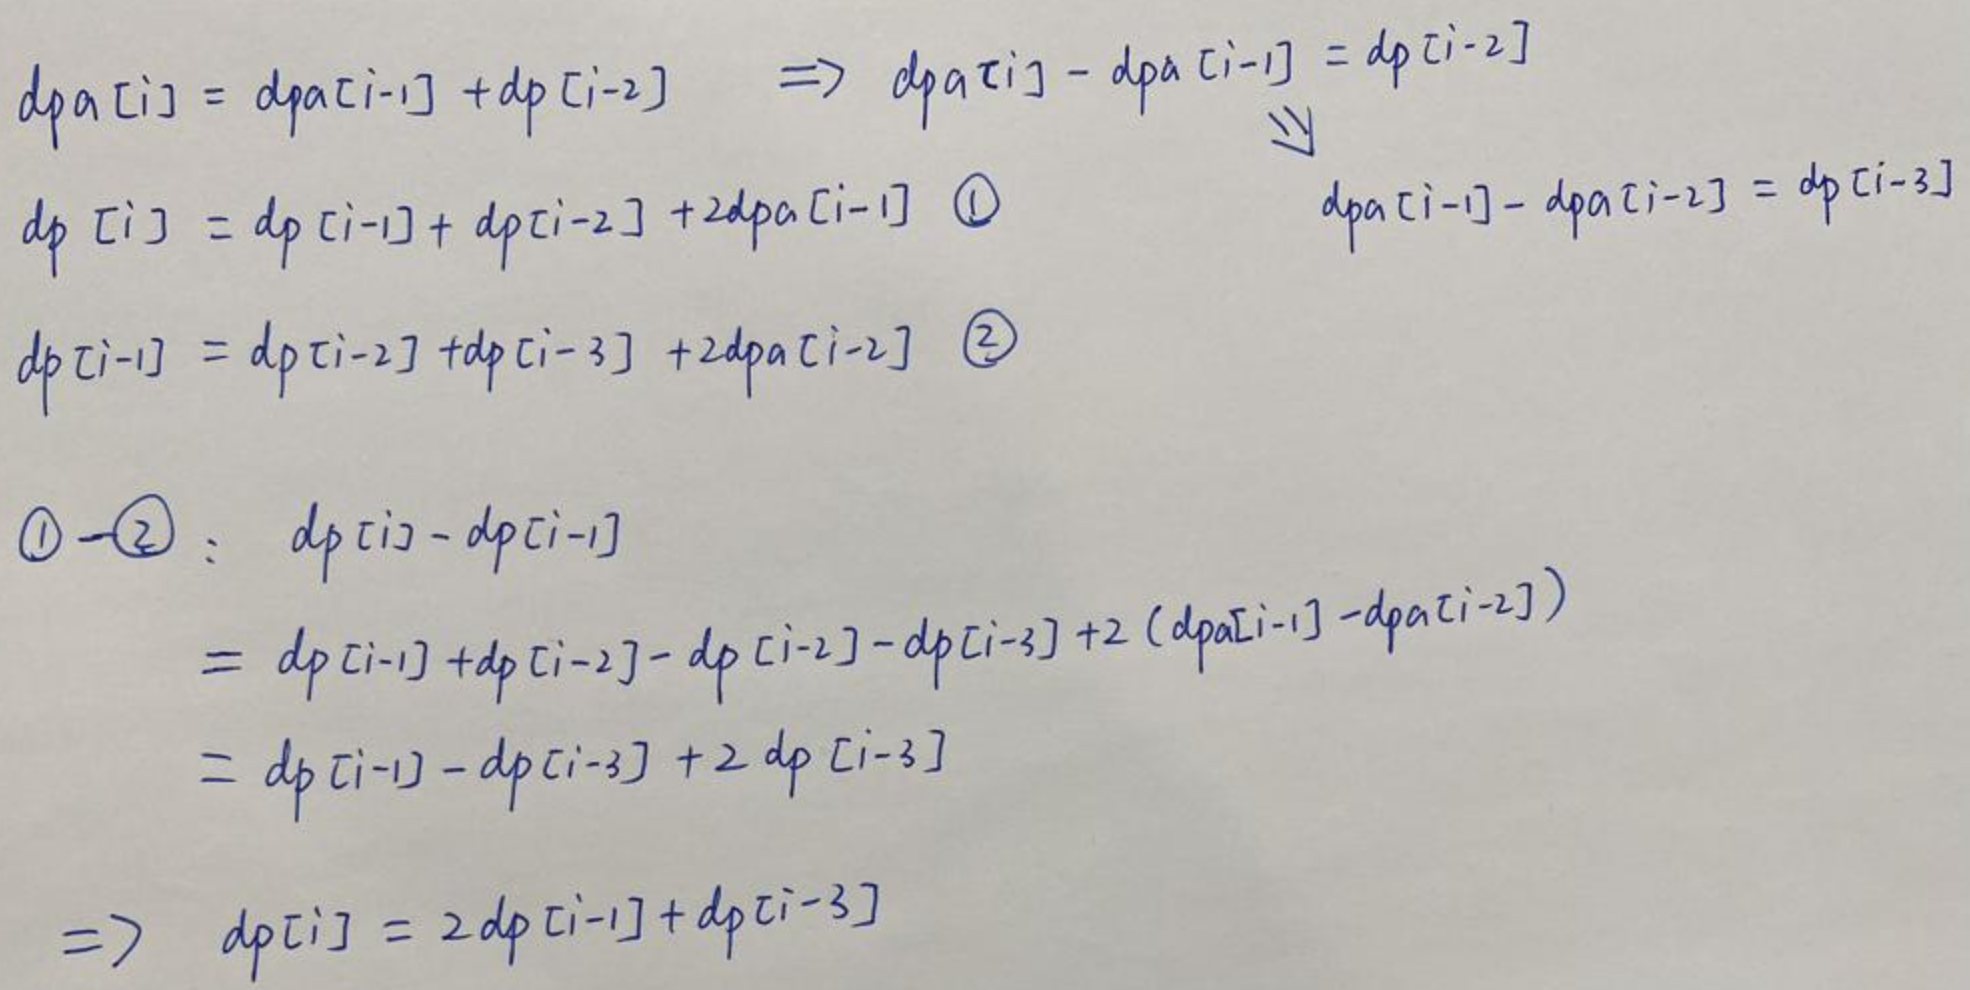 dpa[i] = dpa[i-1] + dp[i-2] => dpa[i] - dpa[i-1] = dp[i-2]
⇓
dpa[i-1] - dpa[i-2] = dp[i-3]
dp[i] = dp[i-1] + dp[i-2] + 2dpa[i-1] ①
dp[i-1] = dp[i-2] + dp[i-3] + 2dpa[i-2] ②
① - ② : dp[i] - dp[i-1]
= dp[i-1] + dp[i-2] - dp[i-2] - dp[i-3] + 2(dpa[i-1] - dpa[i-2])
= dp[i-1] - dp[i-3] + 2 dp[i-3]
=> dp[i] = 2dp[i-1] + dp[i-3]